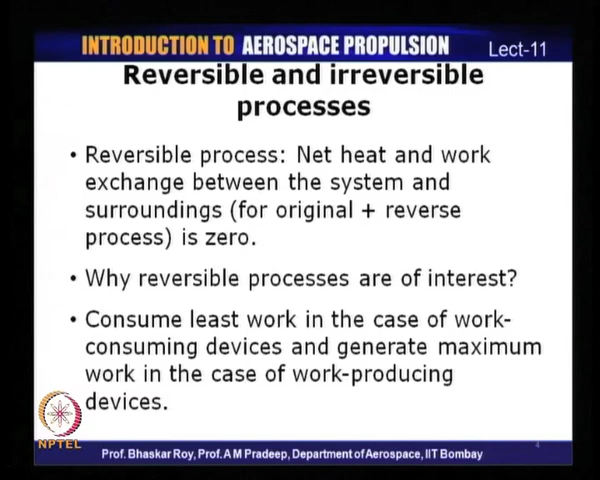 INTRODUCTION TO AEROSPACE PROPULSION Lect-11
Reversible and irreversible
processes
• Reversible process: Net heat and work
exchange between the system and
surroundings (for original + reverse
process) is zero.
• Why reversible processes are of interest?
• Consume least work in the case of work-
consuming devices and generate maximum
work in the case of work-producing
devices.
NPTEL
4
Prof. Bhaskar Roy, Prof. A M Pradeep, Department of Aerospace, IIT Bombay